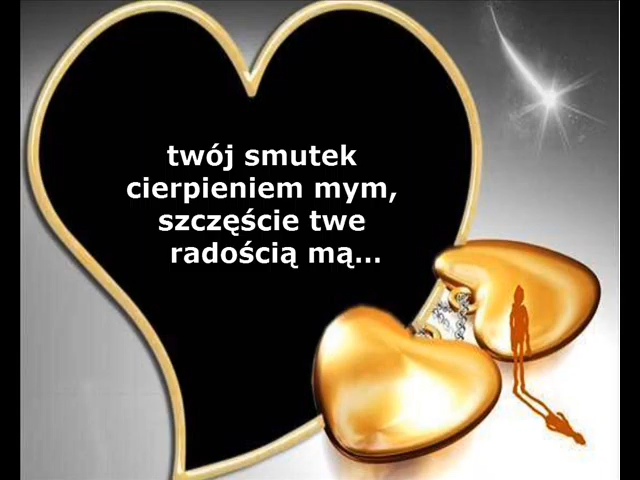 twój smutek
cierpieniem mym,
szczęście twe
radością mą...